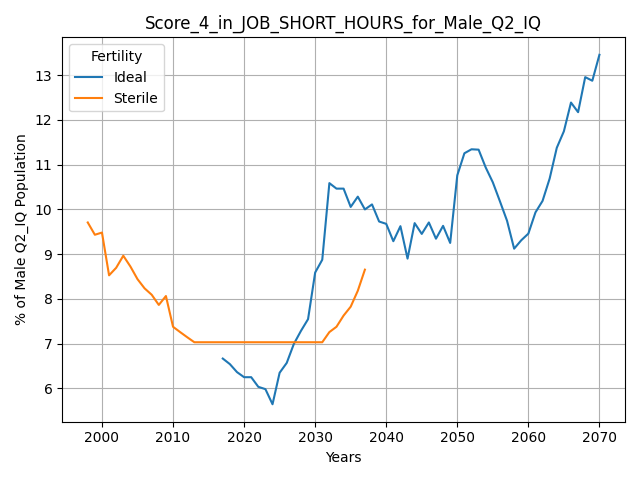 Score_4_in_JOB_SHORT_HOURS_for_Male_Q2_IQ
Fertility
Ideal
Sterile
% of Male Q2_IQ Population
13
12
11
10
9
8
7
6
2000 2010 2020 2030 2040 2050 2060 2070
Years